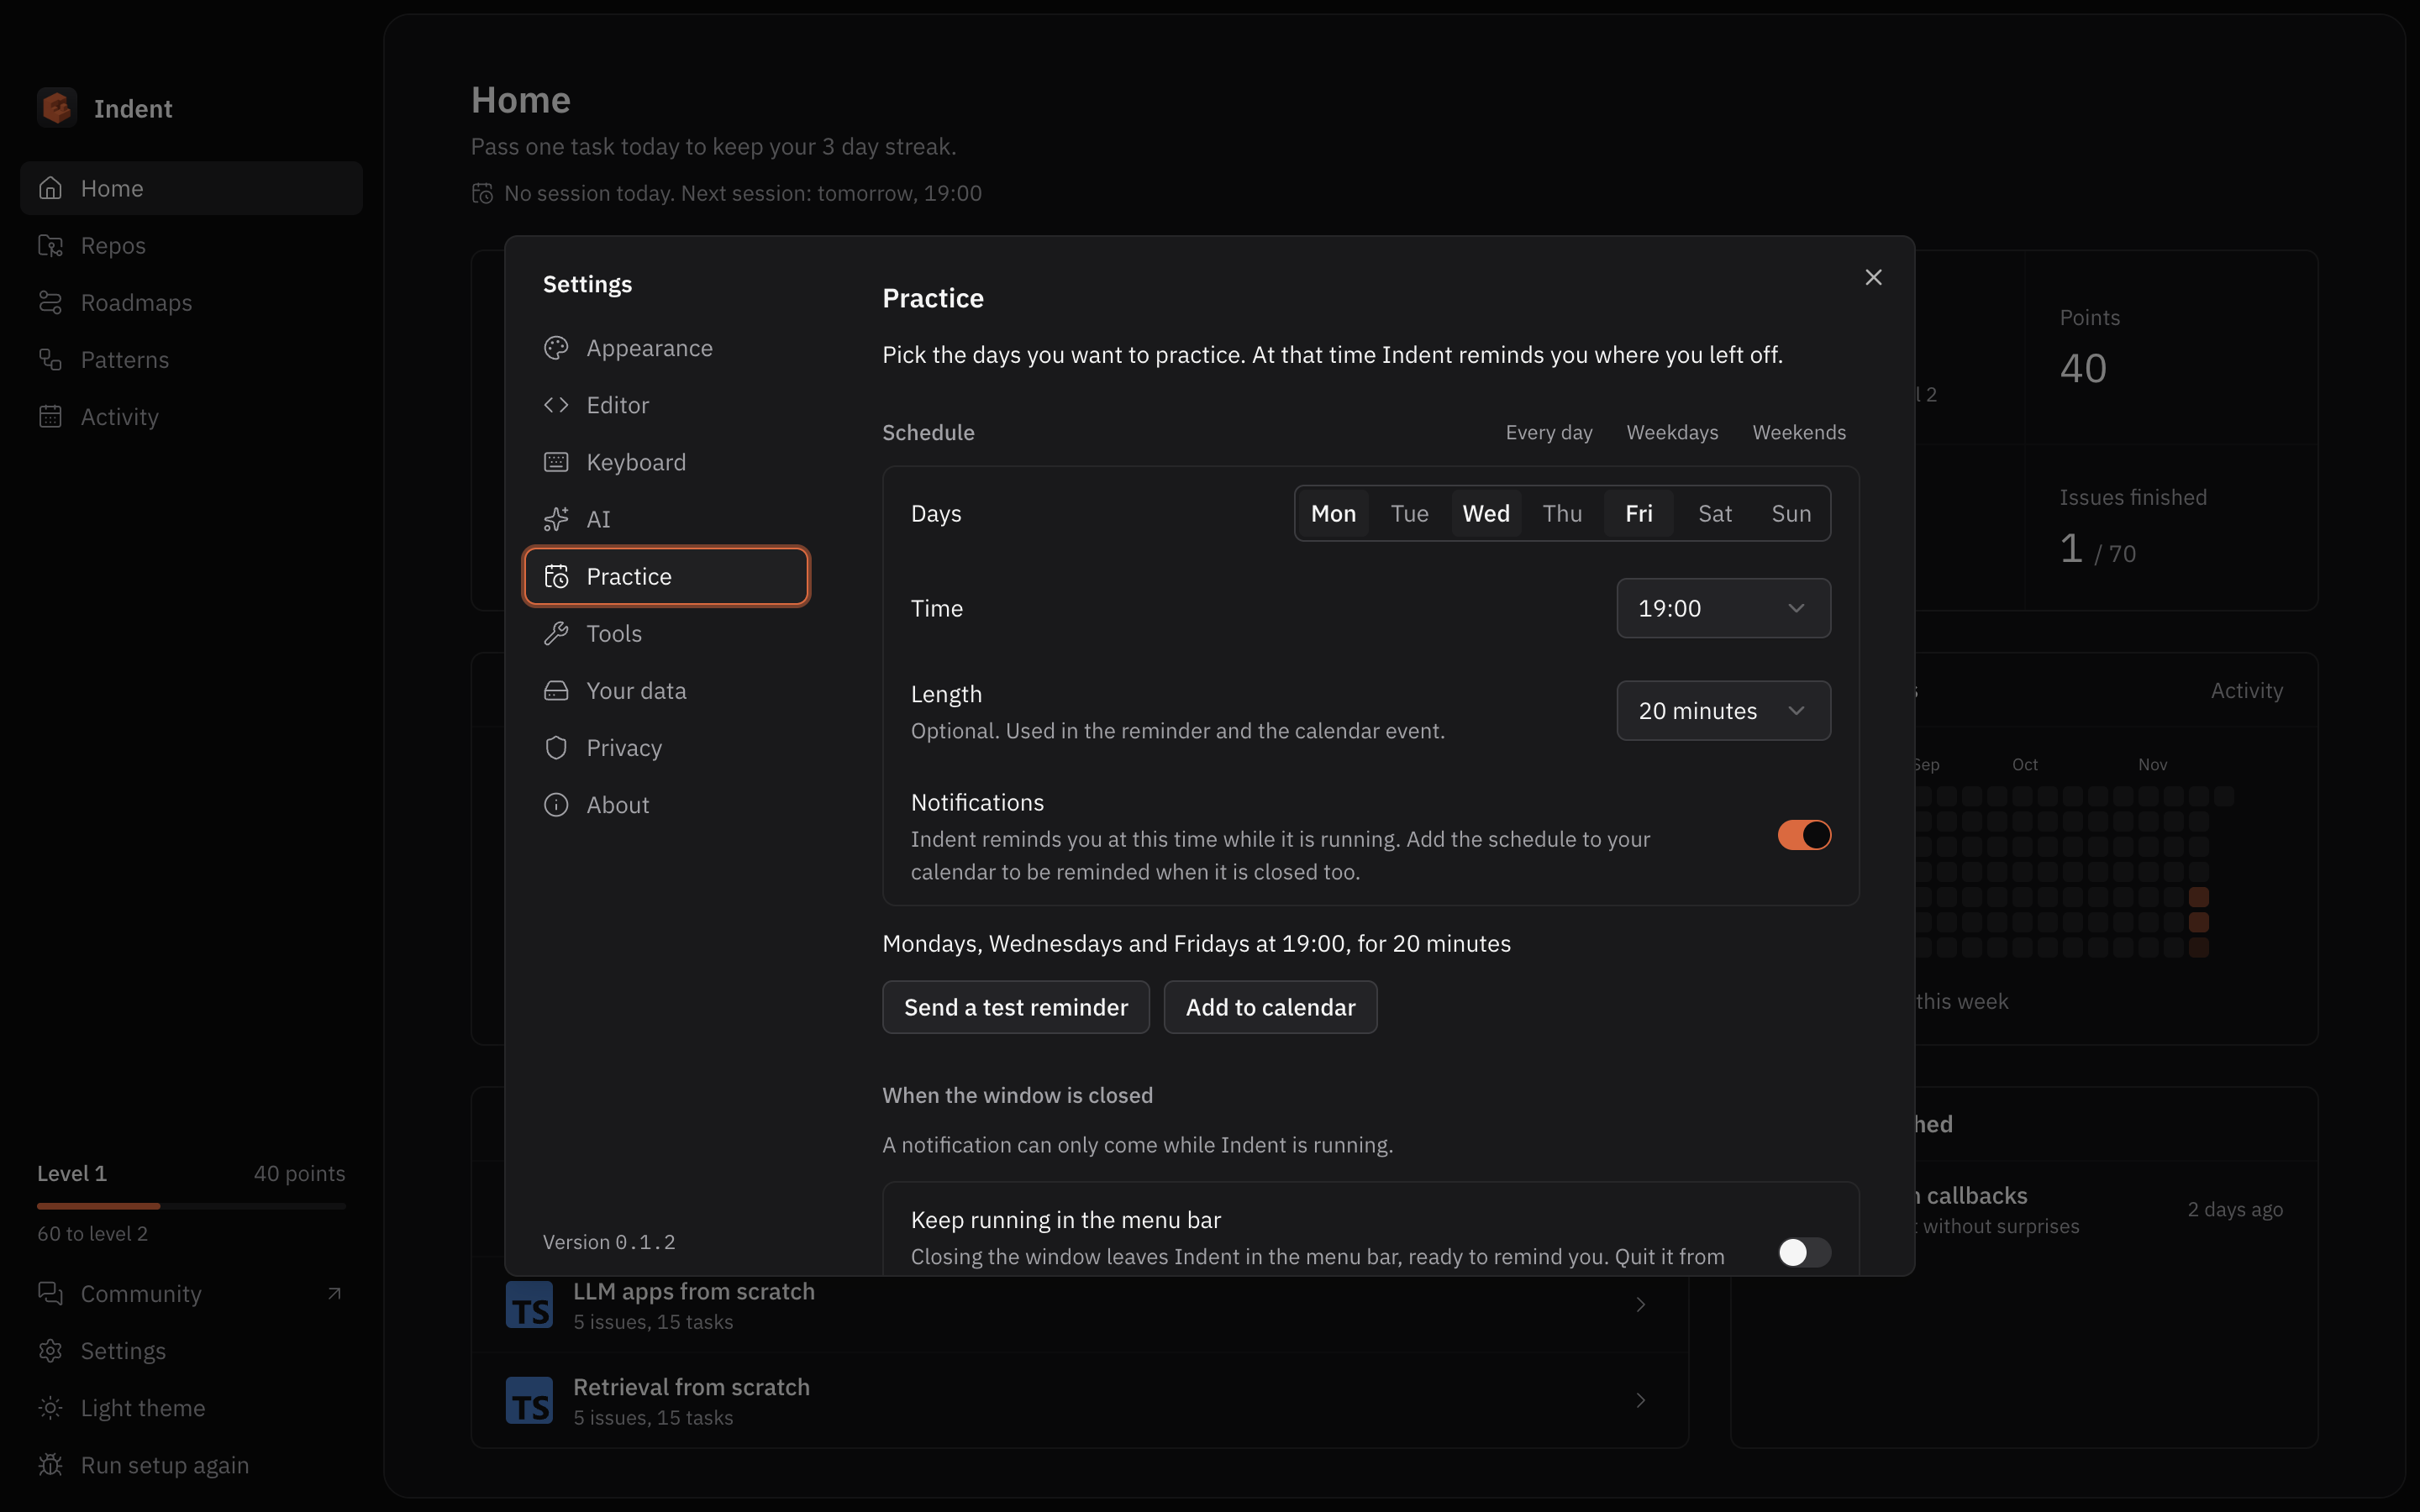 Indent
Home
Repos
Roadmaps
Patterns
Activity
Level 1
40 points
60 to level 2
Community
Settings
Light theme
Run setup again
Home
Pass one task today to keep your 3 day streak.
No session today. Next session: tomorrow, 19:00
Settings
Appearance
Editor
Keyboard
AI
Practice
Tools
Your data
Privacy
About
Version 0.1.2
Practice
Pick the days you want to practice. At that time Indent reminds you where you left off.
Schedule
Every day Weekdays Weekends
Days
Mon Tue Wed Thu Fri Sat Sun
Time
19:00
Length
Optional. Used in the reminder and the calendar event.
20 minutes
Notifications
Indent reminds you at this time while it is running. Add the schedule to your
calendar to be reminded when it is closed too.
Mondays, Wednesdays and Fridays at 19:00, for 20 minutes
Send a test reminder
Add to calendar
When the window is closed
A notification can only come while Indent is running.
Keep running in the menu bar
Closing the window leaves Indent in the menu bar, ready to remind you. Quit it from
Points
40
2
Issues finished
1 / 70
Activity
Sep Oct Nov
this week
callbacks
without surprises
2 days ago
TS
LLM apps from scratch
5 issues, 15 tasks
TS
Retrieval from scratch
5 issues, 15 tasks